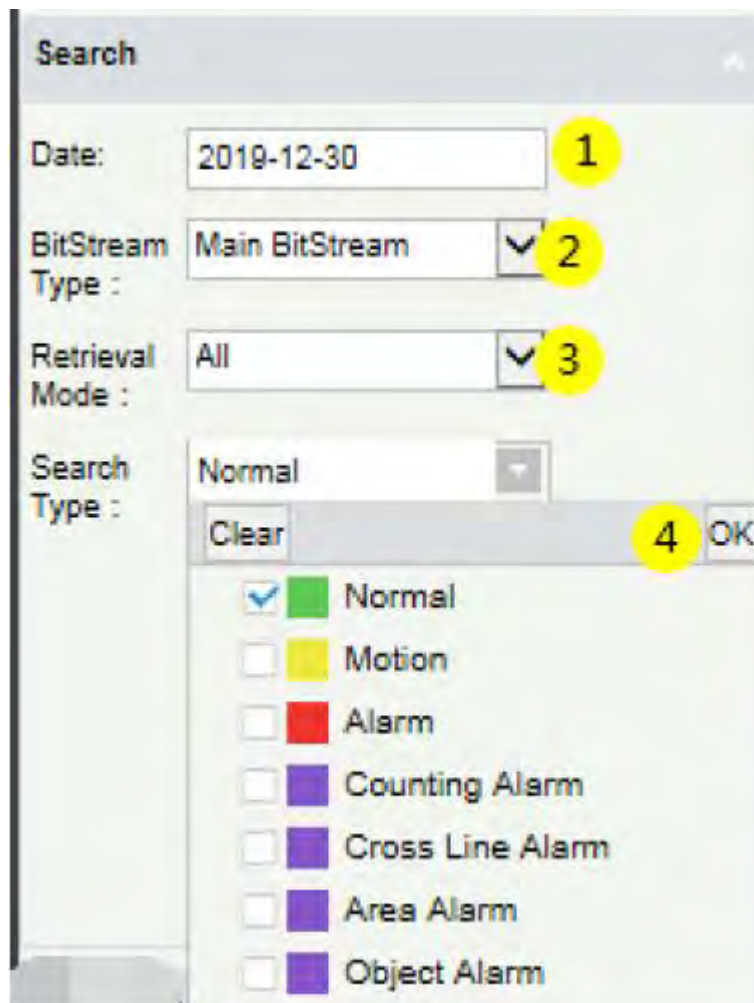 Search
Date:
2019-12-30
1
BitStream
Type :
Main BitStream
2
Retrieval
Mode :
All
3
Search
Type :
Normal
Clear
4
OK
Normal
Motion
Alarm
Counting Alarm
Cross Line Alarm
Area Alarm
Object Alarm